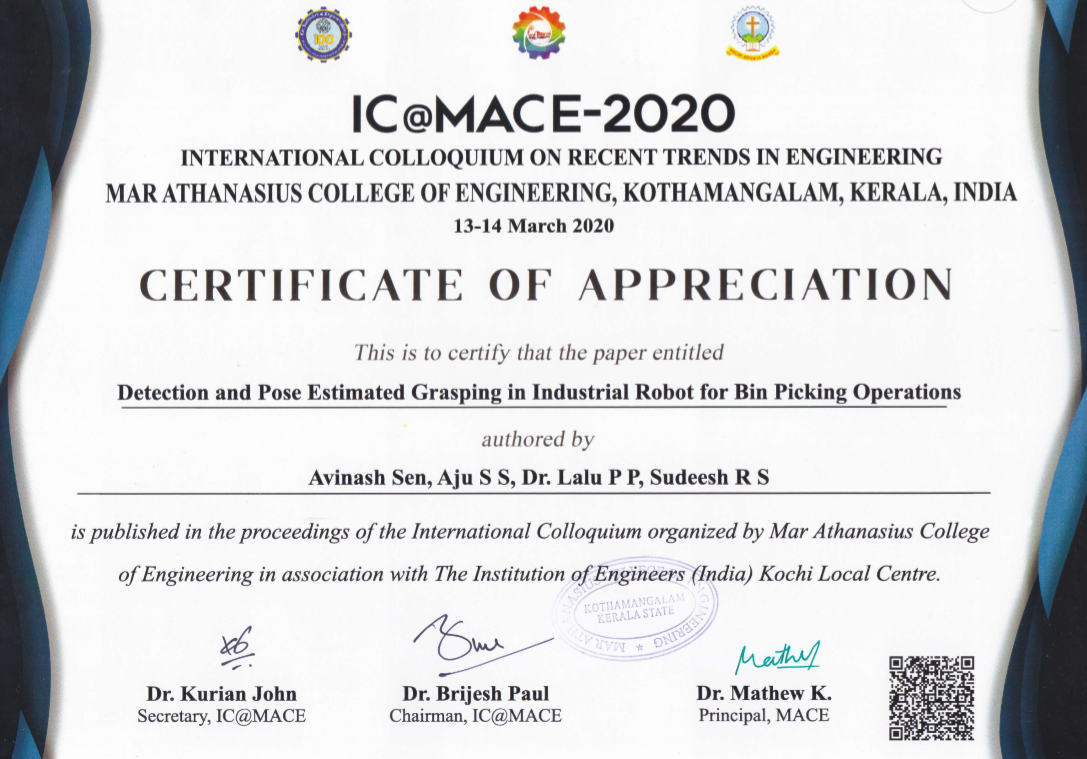 100
IC@MACE-2020
INTERNATIONAL COLLOQUIUM ON RECENT TRENDS IN ENGINEERING
MAR ATHANASIUS COLLEGE OF ENGINEERING, KOTHAMANGALAM, KERALA, INDIA
13-14 March 2020
CERTIFICATE OF APPRECIATION
This is to certify that the paper entitled
Detection and Pose Estimated Grasping in Industrial Robot for Bin Picking Operations
authored by
Avinash Sen, Aju S S, Dr. Lalu P P, Sudeesh R S
is published in the proceedings of the International Colloquium organized by Mar Athanasius College
of Engineering in association with The Institution of Engineers (India) Kochi Local Centre.
MAR ATHANASIUS COLLEGE OF ENGINEERING
KOTHAMANGALAM
KERALA STATE
Dr. Kurian John
Secretary, IC@MACE
Dr. Brijesh Paul
Chairman, IC@MACE
Mathew
Dr. Mathew K.
Principal, MACE